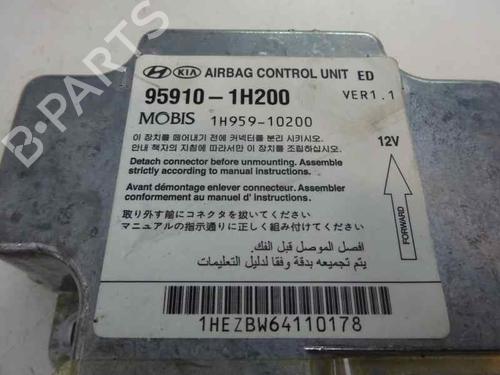 B-PARTS
HYUNDAI KIA AIRBAG CONTROL UNIT ED
95910-1H200 VER1.1
MOBIS 1H959-10200
이 장치를 떼어내기 전에 커넥터를 분리 시키시오.
안내 책자의 지침에 따라서만 이 장치를 조립하십시오.
12V
Detach connector before unmounting. Assemble
strictly according to manual instructions.
Avant démontage enlever connecteur. Assembler
conformement au manuel d' instructions.
FORWARD
取り外す前にコネクタを抜いてください
マニュアルの指示通りに正しく組み付けてください
افصل الموصل قبل الفك.
يتم تجميعه بدقة وفقا لدليل التعليمات
1HEZBW64110178